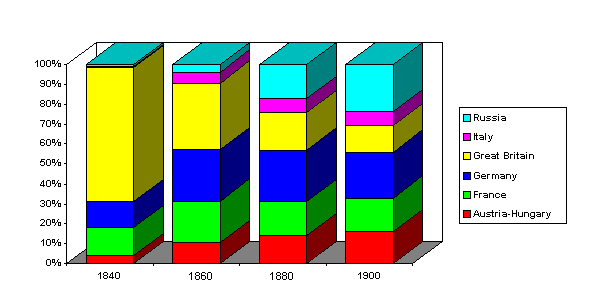 100%
90%
80%
70%
60%
50%
40%
30%
20%
10%
0%
1840 1860 1880 1900
Russia
Italy
Great Britain
Germany
France
Austria-Hungary